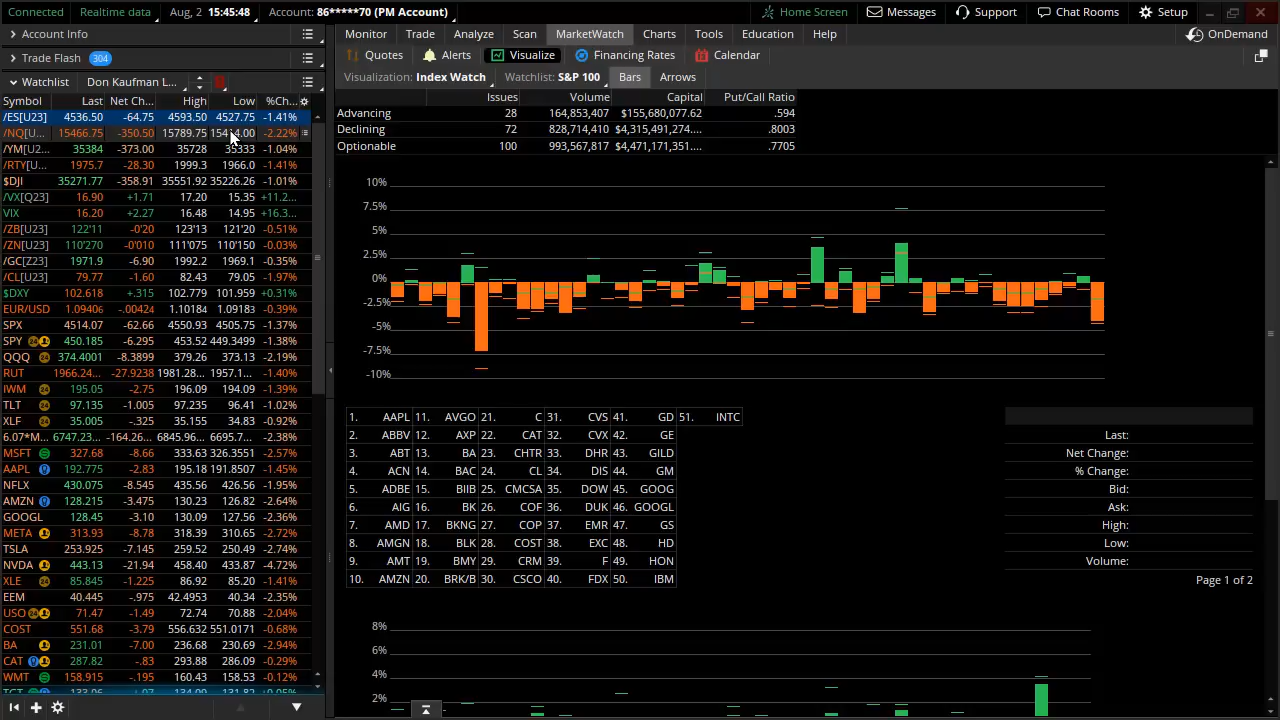 Connected Realtime data Aug, 2 15:45:48 Account: 86*****70 (PM Account) Home Screen Messages Support Chat Rooms Setup
Account Info
Trade Flash 304
Watchlist Don Kaufman L...
Symbol Last Net Ch... High Low %Ch...
/ES[U23] 4536.50 -64.75 4593.50 4527.75 -1.41%
/NQ[U... 15466.75 -350.50 15789.75 -2.22%
/YM[U2... 35384 -373.00 35728 35333 -1.04%
/RTY[U... 1975.7 -28.30 1999.3 1966.0 -1.41%
$DJI 35271.77 -358.91 35551.92 35226.26 -1.01%
/VX[Q23] 16.90 +1.71 17.20 15.35 +11.2...
VIX 16.20 +2.27 16.48 14.95 +16.3...
/ZB[U23] 122'11 -0'20 123'13 121'20 -0.51%
/ZN[U23] 110'270 -0'010 111'075 110'150 -0.03%
/GC[Z23] 1971.9 -6.90 1992.2 1969.1 -0.35%
/CL[U23] 79.77 -1.60 82.43 79.05 -1.97%
$DXY 102.618 +.315 102.779 101.959 +0.31%
EUR/USD 1.09406 -.00424 1.10184 1.09183 -0.39%
SPX 4514.07 -62.66 4550.93 4505.75 -1.37%
SPY 24 450.185 -6.295 453.52 449.3499 -1.38%
QQQ 24 374.4001 -8.3899 379.26 373.13 -2.19%
RUT 1966.24... -27.9238 1981.28... 1957.1... -1.40%
IWM 24 195.05 -2.75 196.09 194.09 -1.39%
TLT 24 97.135 -1.005 97.235 96.41 -1.02%
XLF 24 35.005 -.325 35.155 34.83 -0.92%
6.07*M... 6747.23... -164.26... 6845.96... 6695.7... -2.38%
MSFT 327.68 -8.66 333.63 326.3551 -2.57%
AAPL 192.775 -2.83 195.18 191.8507 -1.45%
NFLX 430.075 -8.545 435.56 426.56 -1.95%
AMZN 128.215 -3.475 130.23 126.82 -2.64%
GOOGL 128.45 -3.10 130.09 127.56 -2.36%
META 313.93 -8.78 318.39 310.65 -2.72%
TSLA 253.925 -7.145 259.52 250.49 -2.74%
NVDA 443.13 -21.94 458.40 433.87 -4.72%
XLE 24 85.845 -1.225 86.92 85.20 -1.41%
EEM 40.445 -.975 42.4953 40.34 -2.35%
USO 24 71.47 -1.49 72.74 70.88 -2.04%
COST 551.68 -3.79 556.632 551.0171 -0.68%
BA 231.01 -7.00 236.68 230.69 -2.94%
CAT 287.82 -.83 293.88 286.09 -0.29%
WMT 158.915 -.195 160.43 158.53 -0.12%
TGT 133.06 +.07 134.09 131.82 +0.05%
Monitor Trade Analyze Scan MarketWatch Charts Tools Education Help OnDemand
Quotes Alerts Visualize Financing Rates Calendar
Visualization: Index Watch Watchlist: S&P 100 Bars Arrows
Issues Volume Capital Put/Call Ratio
Advancing 28 164,853,407 $155,680,077.62 .594
Declining 72 828,714,410 $4,315,491,274.... .8003
Optionable 100 993,567,817 $4,471,171,351.... .7705
10%
7.5%
5%
2.5%
0%
-2.5%
-5%
-7.5%
-10%
1. AAPL 11. AVGO 21. C 31. CVS 41. GD 51. INTC
2. ABBV 12. AXP 22. CAT 32. CVX 42. GE
3. ABT 13. BA 23. CHTR 33. DHR 43. GILD
4. ACN 14. BAC 24. CL 34. DIS 44. GM
5. ADBE 15. BIIB 25. CMCSA 35. DOW 45. GOOG
6. AIG 16. BK 26. COF 36. DUK 46. GOOGL
7. AMD 17. BKNG 27. COP 37. EMR 47. GS
8. AMGN 18. BLK 28. COST 38. EXC 48. HD
9. AMT 19. BMY 29. CRM 39. F 49. HON
10. AMZN 20. BRK/B 30. CSCO 40. FDX 50. IBM
Last:
Net Change:
% Change:
Bid:
Ask:
High:
Low:
Volume:
Page 1 of 2
8%
6%
4%
2%